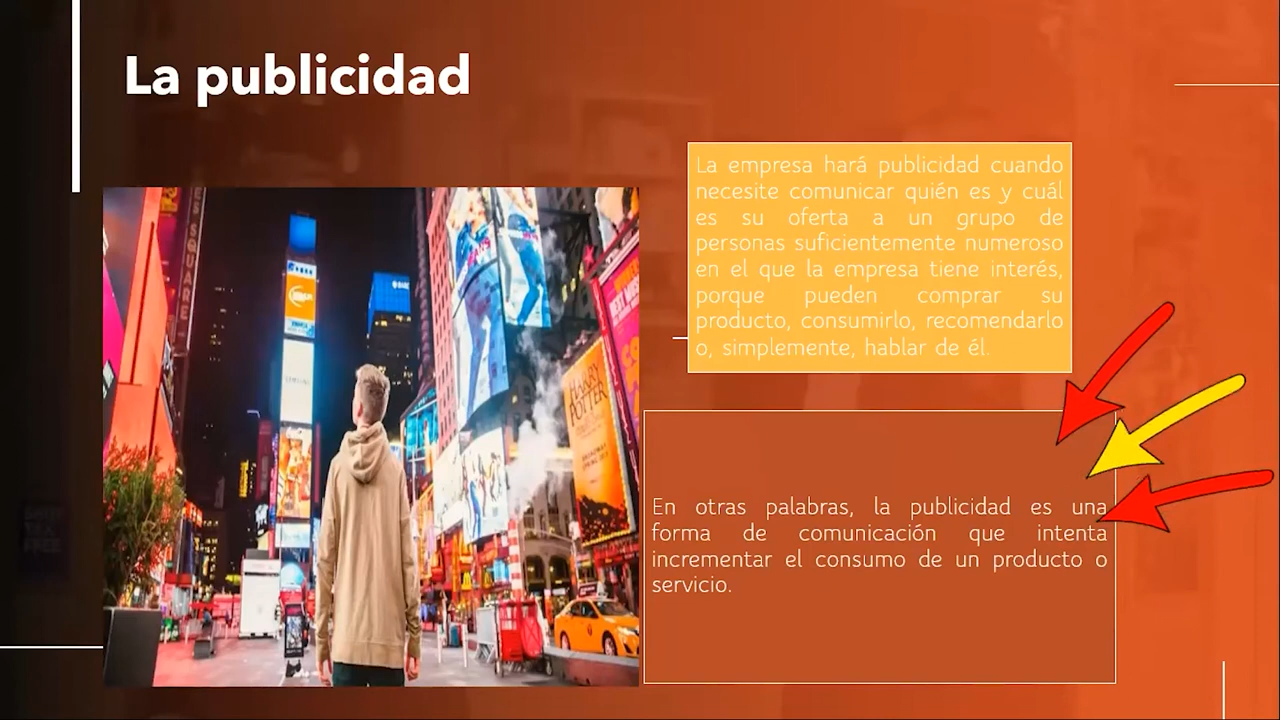 La publicidad
La empresa hará publicidad cuando
necesite comunicar quién es y cuál
es su oferta a un grupo de
personas suficientemente numeroso
en el que la empresa tiene interés,
porque pueden comprar su
producto, consumirlo, recomendarlo
o, simplemente, hablar de él.
En otras palabras, la publicidad es una
forma de comunicación que intenta
incrementar el consumo de un producto o
servicio.
SQUARE
HARRY
POTTER